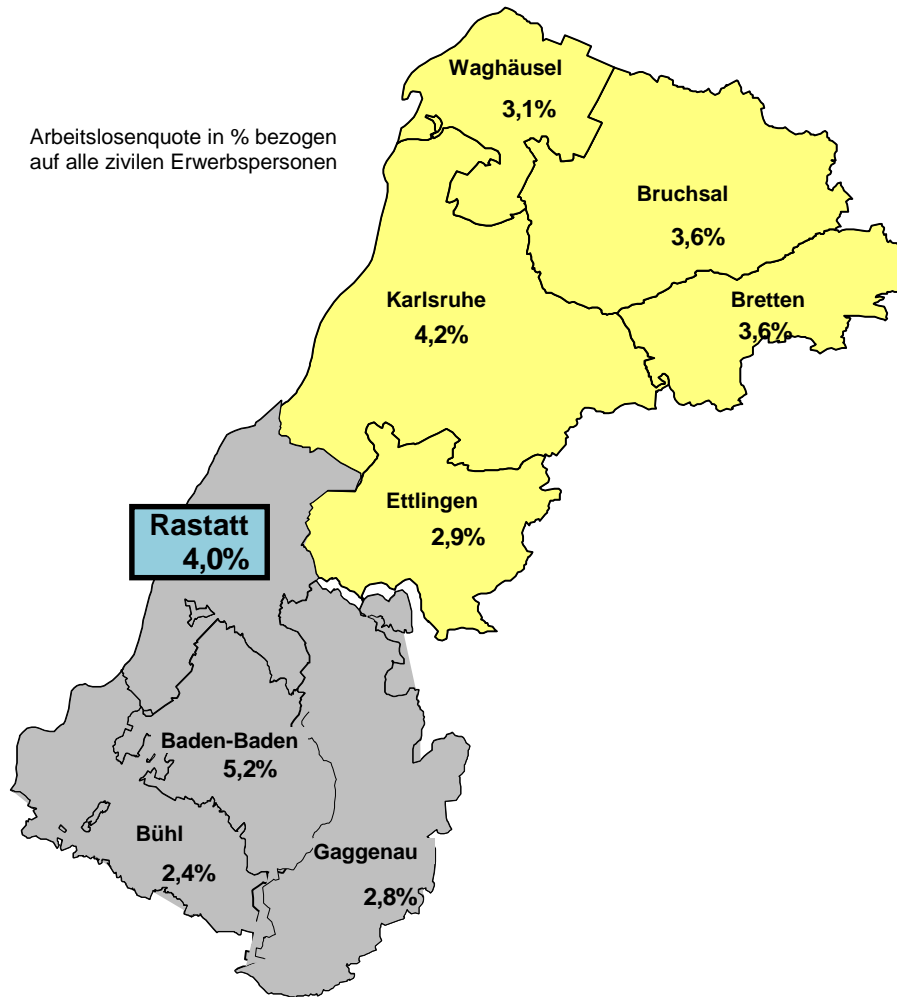 Waghäusel
3,1%
Arbeitslosenquote in % bezogen
auf alle zivilen Erwerbspersonen
Bruchsal
3,6%
Karlsruhe
4,2%
Bretten
3,6%
Ettlingen
2,9%
Rastatt
4,0%
Baden-Baden
5,2%
Bühl
2,4%
Gaggenau
2,8%